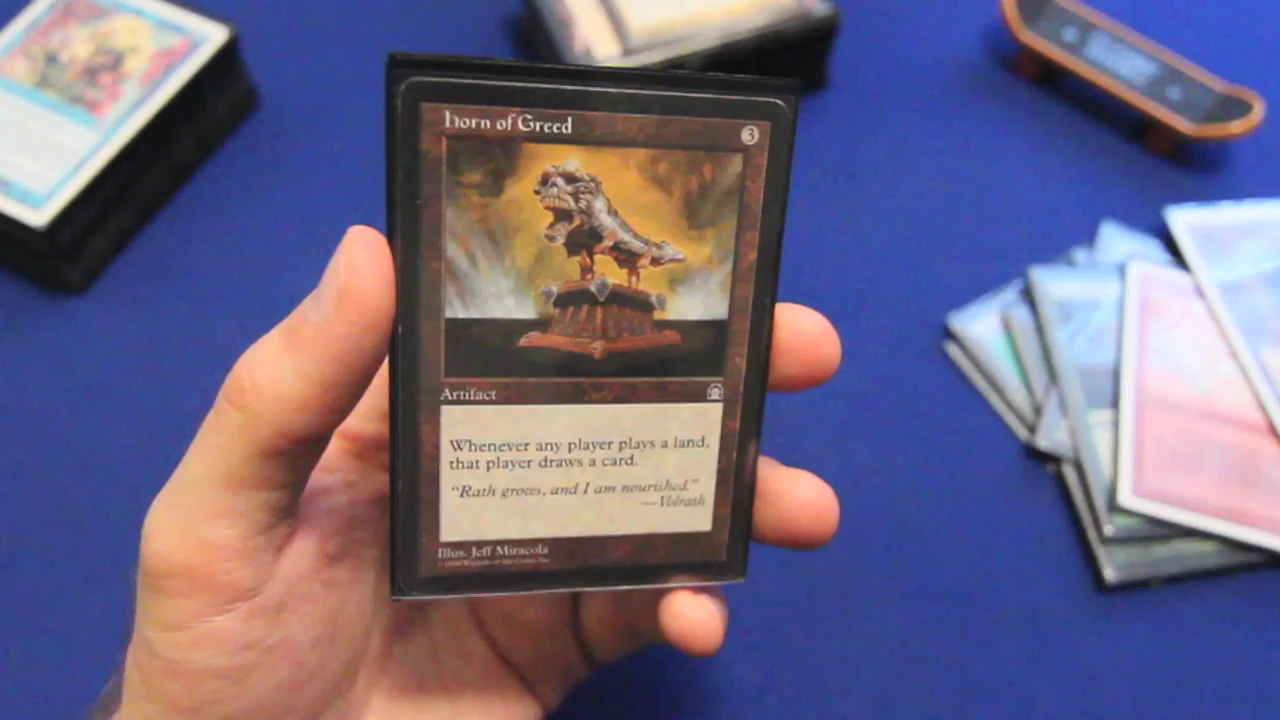 Horn of Greed
3
Artifact
Whenever any player plays a land,
that player draws a card.
"Rath grows, and I am nourished."
—Volrath
Illus. Jeff Miracola